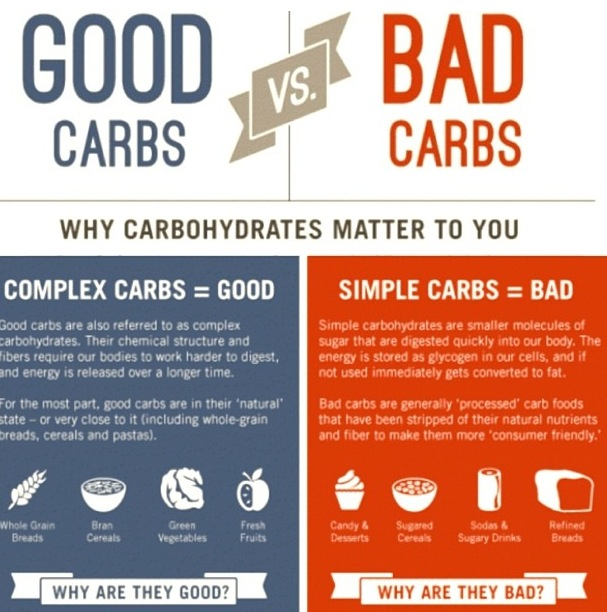 GOOD
CARBS
VS.
BAD
CARBS
WHY CARBOHYDRATES MATTER TO YOU
COMPLEX CARBS = GOOD
Good carbs are also referred to as complex
carbohydrates. Their chemical structure and
fibers require our bodies to work harder to digest,
and energy is released over a longer time.
For the most part, good carbs are in their 'natural'
state – or very close to it (including whole-grain
breads, cereals and pastas).
Whole Grain
Breads
Bran
Cereals
Green
Vegetables
Fresh
Fruits
WHY ARE THEY GOOD?
SIMPLE CARBS = BAD
Simple carbohydrates are smaller molecules of
sugar that are digested quickly into our body. The
energy is stored as glycogen in our cells, and if
not used immediately gets converted to fat.
Bad carbs are generally 'processed' carb foods
that have been stripped of their natural nutrients
and fiber to make them more 'consumer friendly.'
Candy &
Desserts
Sugared
Cereals
Sodas &
Sugary Drinks
Refined
Breads
WHY ARE THEY BAD?